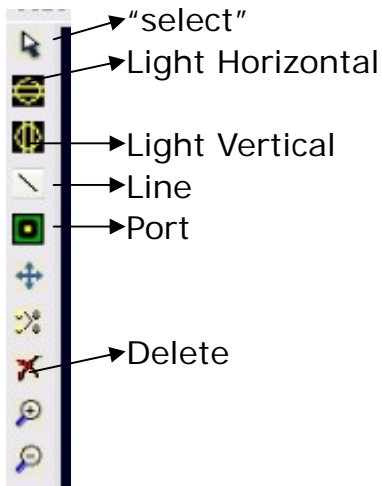 “select”
Light Horizontal
Light Vertical
Line
Port
Delete